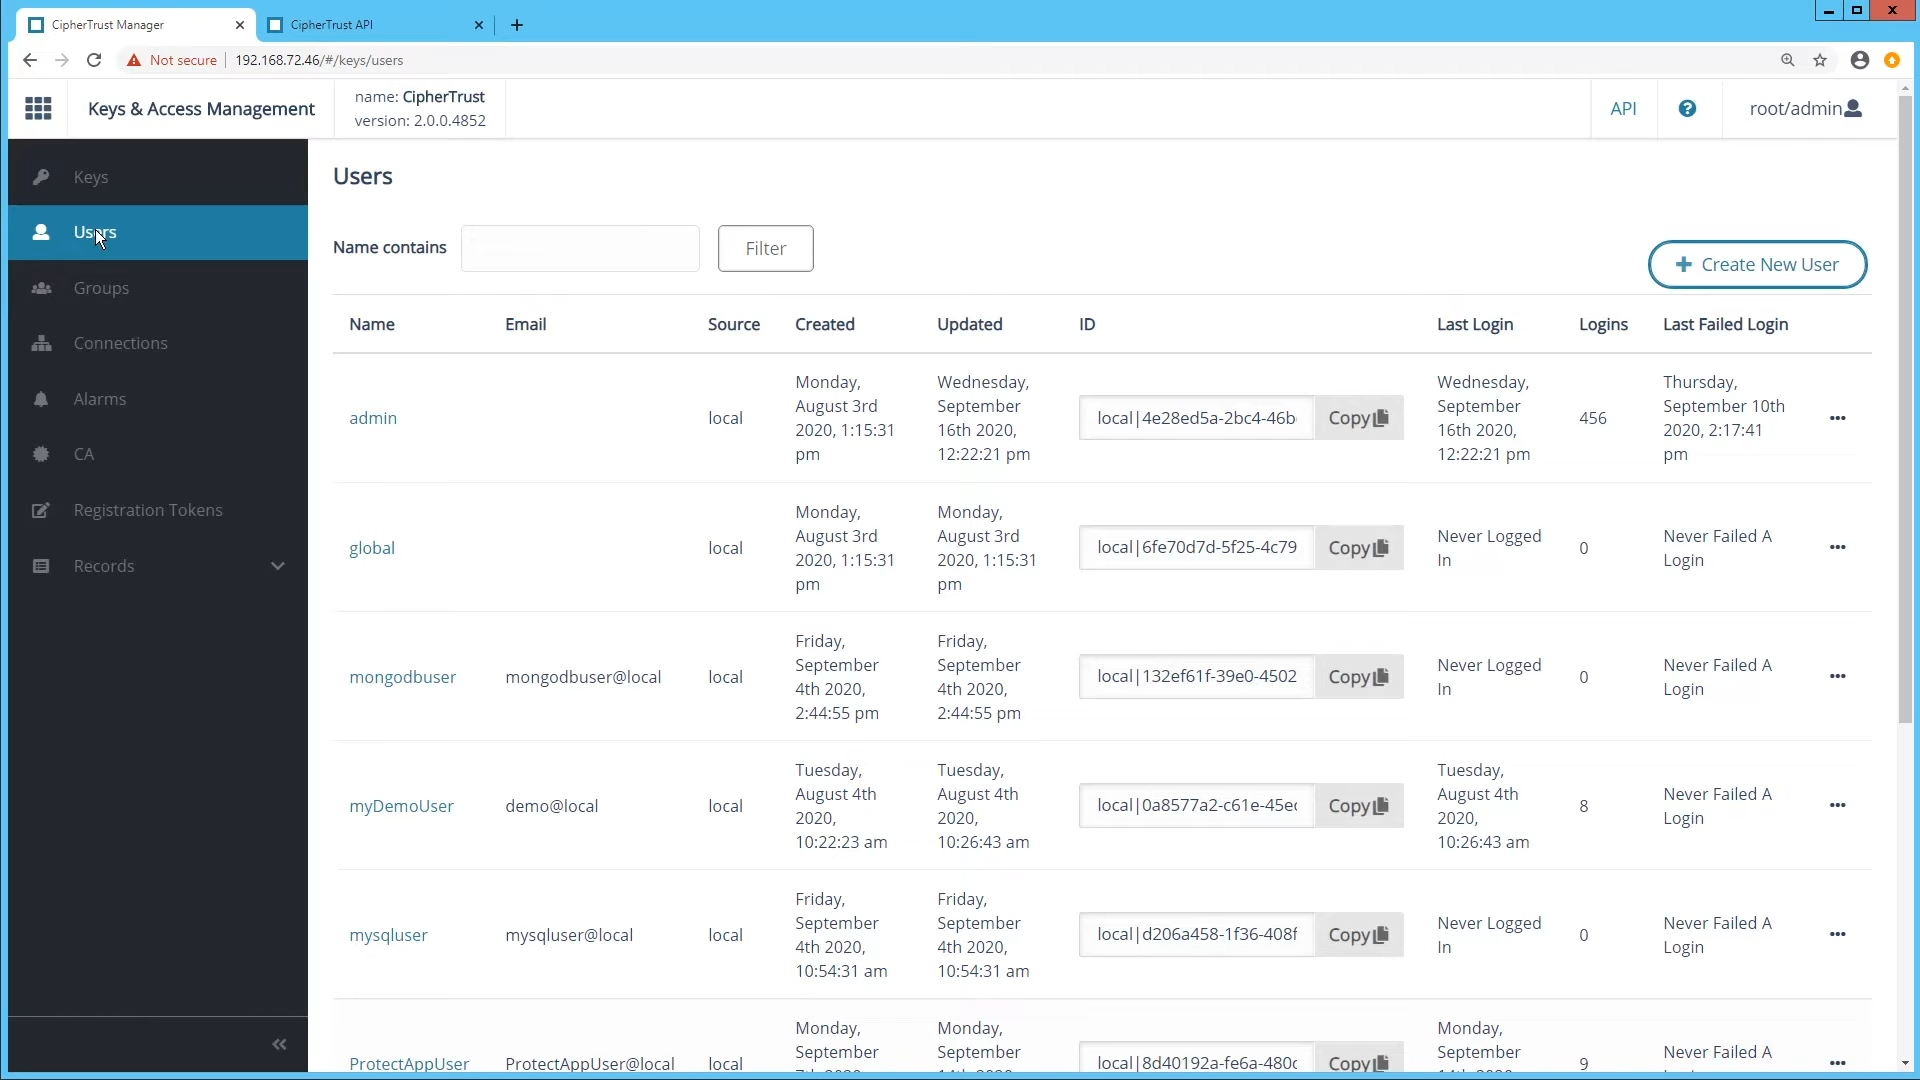 CipherTrust Manager
CipherTrust API
Not secure
192.168.72.46/#/keys/users
Keys & Access Management
name: CipherTrust
version: 2.0.0.4852
API
root/admin
Keys
Users
Groups
Connections
Alarms
CA
Registration Tokens
Records
Users
Name contains
Filter
+ Create New User
Name Email Source Created Updated ID Last Login Logins Last Failed Login
admin
local
Monday,
August 3rd
2020, 1:15:31
pm
Wednesday,
September
16th 2020,
12:22:21 pm
local|4e28ed5a-2bc4-46b
Copy
Wednesday,
September
16th 2020,
12:22:21 pm
456
Thursday,
September 10th
2020, 2:17:41
pm
global
local
Monday,
August 3rd
2020, 1:15:31
pm
Monday,
August 3rd
2020, 1:15:31
pm
local|6fe70d7d-5f25-4c79
Copy
Never Logged
In
0
Never Failed A
Login
mongodbuser
mongodbuser@local
local
Friday,
September
4th 2020,
2:44:55 pm
Friday,
September
4th 2020,
2:44:55 pm
local|132ef61f-39e0-4502
Copy
Never Logged
In
0
Never Failed A
Login
myDemoUser
demo@local
local
Tuesday,
August 4th
2020,
10:22:23 am
Tuesday,
August 4th
2020,
10:26:43 am
local|0a8577a2-c61e-45ec
Copy
Tuesday,
August 4th
2020,
10:26:43 am
8
Never Failed A
Login
mysqluser
mysqluser@local
local
Friday,
September
4th 2020,
10:54:31 am
Friday,
September
4th 2020,
10:54:31 am
local|d206a458-1f36-408f
Copy
Never Logged
In
0
Never Failed A
Login
ProtectAppUser
ProtectAppUser@local
local
Monday,
September
Monday,
September
local|8d40192a-fe6a-480c
Copy
Monday,
September
9
Never Failed A